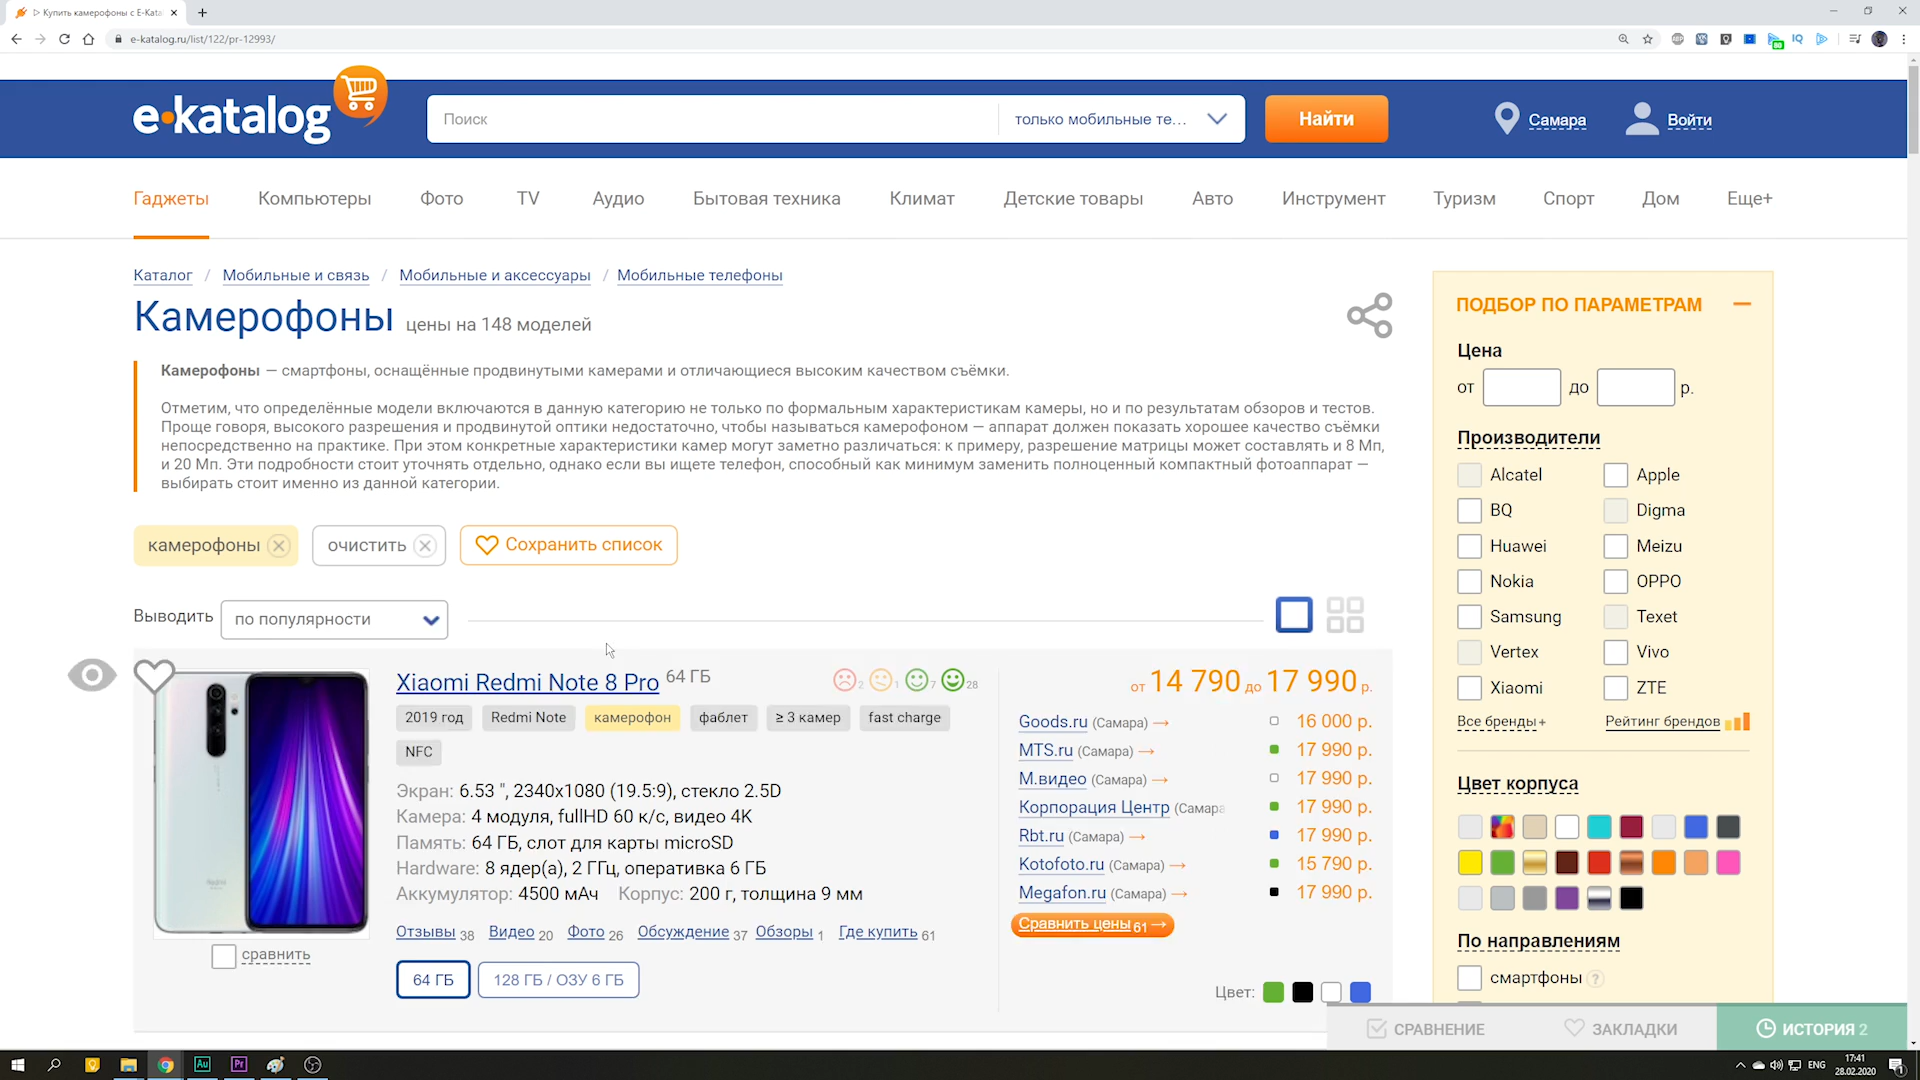 ▷ Купить камерофоны с E-Kata
e-katalog.ru/list/122/pr-12993/
e·katalog
Поиск
только мобильные те...
Найти
Самара
Войти
Гаджеты
Компьютеры
Фото
TV
Аудио
Бытовая техника
Климат
Детские товары
Авто
Инструмент
Туризм
Спорт
Дом
Еще+
Каталог / Мобильные и связь / Мобильные и аксессуары / Мобильные телефоны
Камерофоны цены на 148 моделей
Камерофоны — смартфоны, оснащённые продвинутыми камерами и отличающиеся высоким качеством съёмки.
Отметим, что определённые модели включаются в данную категорию не только по формальным характеристикам камеры, но и по результатам обзоров и тестов.
Проще говоря, высокого разрешения и продвинутой оптики недостаточно, чтобы называться камерофоном — аппарат должен показать хорошее качество съёмки
непосредственно на практике. При этом конкретные характеристики камер могут заметно различаться: к примеру, разрешение матрицы может составлять и 8 Мп,
и 20 Мп. Эти подробности стоит уточнять отдельно, однако если вы ищете телефон, способный как минимум заменить полноценный компактный фотоаппарат —
выбирать стоит именно из данной категории.
камерофоны
очистить
Сохранить список
Выводить по популярности
Xiaomi Redmi Note 8 Pro 64 ГБ
2 1 7 28
2019 год
Redmi Note
камерофон
фаблет
≥ 3 камер
fast charge
NFC
Экран: 6.53 ", 2340x1080 (19.5:9), стекло 2.5D
Камера: 4 модуля, fullHD 60 к/с, видео 4K
Память: 64 ГБ, слот для карты microSD
Hardware: 8 ядер(а), 2 ГГц, оперативка 6 ГБ
Аккумулятор: 4500 мАч Корпус: 200 г, толщина 9 мм
Отзывы 38 Видео 20 Фото 26 Обсуждение 37 Обзоры 1 Где купить 61
сравнить
64 ГБ
128 ГБ / ОЗУ 6 ГБ
от 14 790 до 17 990 р.
Goods.ru (Самара) → 16 000 р.
MTS.ru (Самара) → 17 990 р.
М.видео (Самара) → 17 990 р.
Корпорация Центр (Самара 17 990 р.
Rbt.ru (Самара) → 17 990 р.
Kotofoto.ru (Самара) → 15 790 р.
Megafon.ru (Самара) → 17 990 р.
Сравнить цены 61 →
Цвет:
ПОДБОР ПО ПАРАМЕТРАМ
Цена
от до р.
Производители
Alcatel Apple
BQ Digma
Huawei Meizu
Nokia OPPO
Samsung Texet
Vertex Vivo
Xiaomi ZTE
Все бренды+ Рейтинг брендов
Цвет корпуса
По направлениям
смартфоны ?
СРАВНЕНИЕ
ЗАКЛАДКИ
ИСТОРИЯ 2
Au
Pr
ENG
17:41
28.02.2020